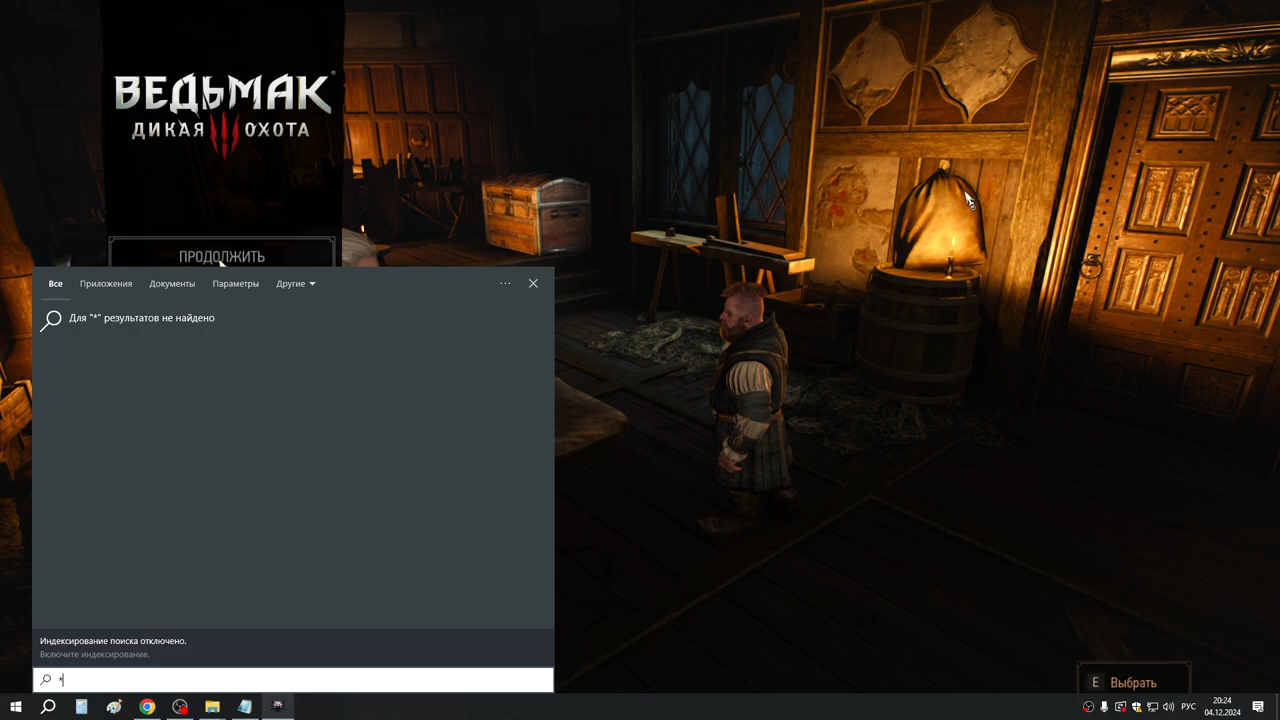 ВЕДЬМАК
ДИКАЯ III ОХОТА
ПРОДОЛЖИТЬ
Все Приложения Документы Параметры Другие
Для "*" результатов не найдено
Индексирование поиска отключено.
Включите индексирование.
*
E Выбрать
РУС
20:24
04.12.2024